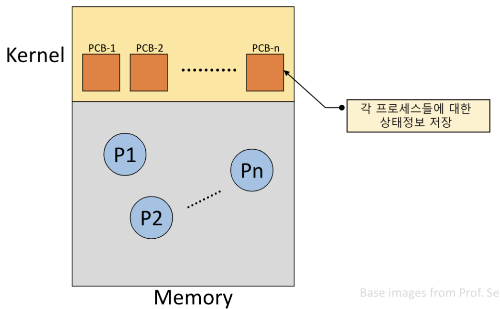 Kernel
PCB-1
PCB-2
PCB-n
각 프로세스들에 대한
상태정보 저장
P1
Pn
P2
Memory
Base images from Prof. Se